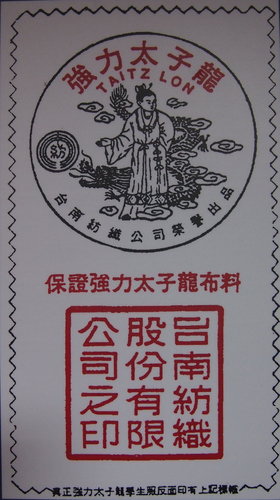 強力太子龍
TAITZ LON
紡
台南紡織公司榮譽出品
保證強力太子龍布料
台南紡織
股份有限
公司之印
真正強力太子龍學生服反面印有上記標幟